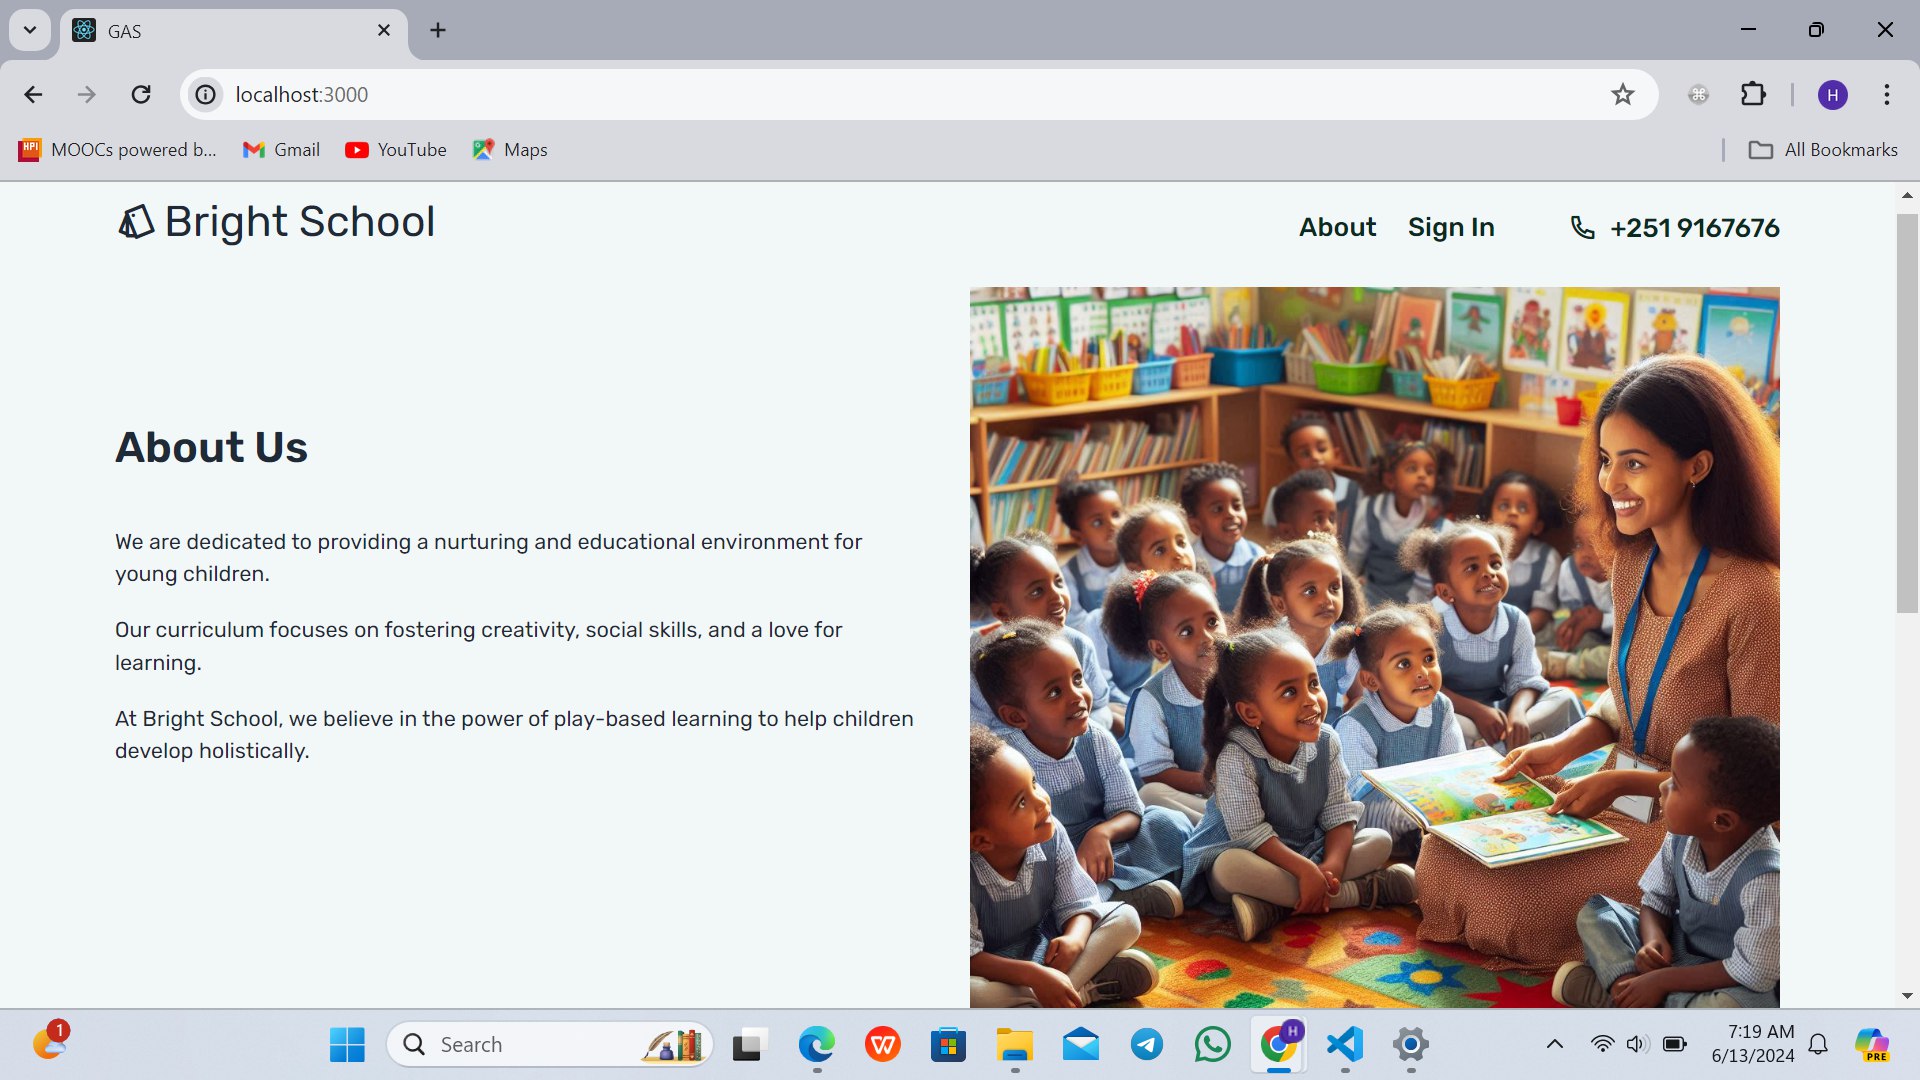 GAS
localhost:3000
MOOCs powered b...
Gmail
YouTube
Maps
All Bookmarks
Bright School
About
Sign In
+251 9167676
About Us
We are dedicated to providing a nurturing and educational environment for
young children.
Our curriculum focuses on fostering creativity, social skills, and a love for
learning.
At Bright School, we believe in the power of play-based learning to help children
develop holistically.
1
Search
H
7:19 AM
6/13/2024
PRE